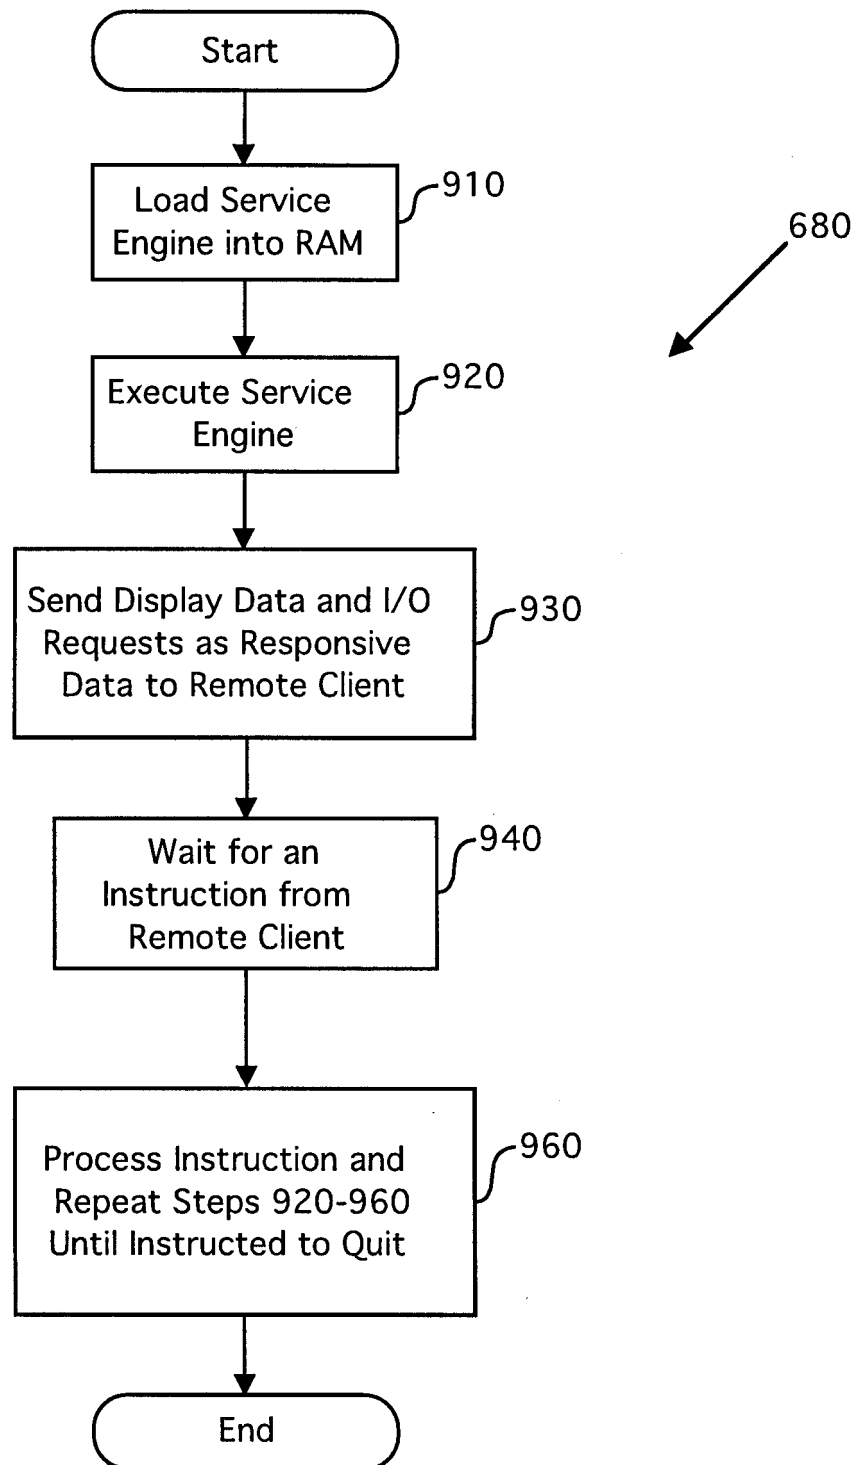 Start
Load Service
Engine into RAM
910
680
Execute Service
Engine
920
Send Display Data and I/O
Requests as Responsive
Data to Remote Client
930
Wait for an
Instruction from
Remote Client
940
Process Instruction and
Repeat Steps 920-960
Until Instructed to Quit
960
End